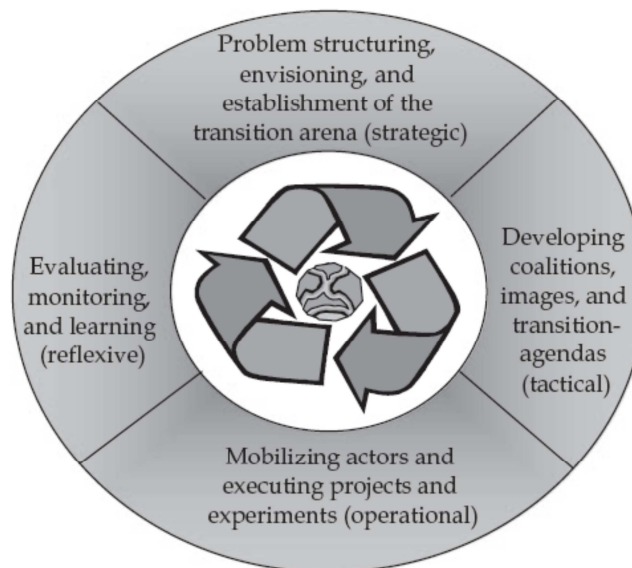 Problem structuring,
envisioning, and
establishment of the
transition arena (strategic)
Developing
coalitions,
images, and
transition-
agendas
(tactical)
Mobilizing actors and
executing projects and
experiments (operational)
Evaluating,
monitoring,
and learning
(reflexive)